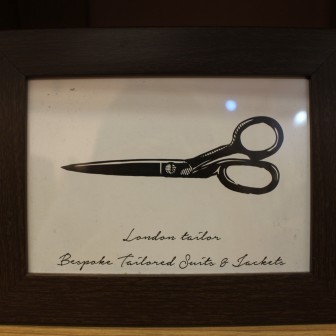 London tailor
Bespoke Tailored Suits & Jackets